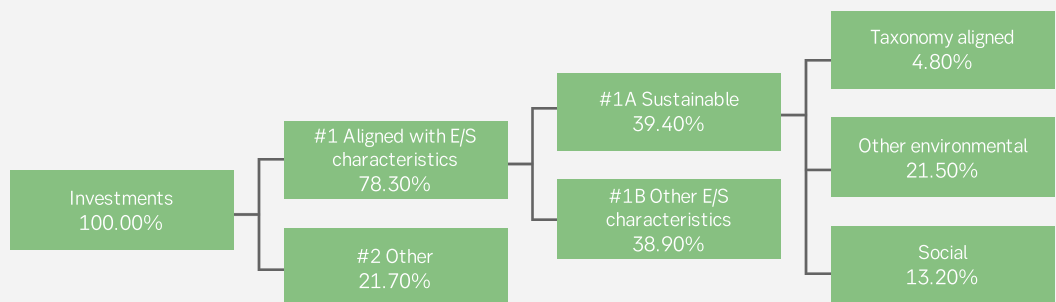 Investments
100.00%
#1 Aligned with E/S
characteristics
78.30%
#2 Other
21.70%
#1A Sustainable
39.40%
#1B Other E/S
characteristics
38.90%
Taxonomy aligned
4.80%
Other environmental
21.50%
Social
13.20%